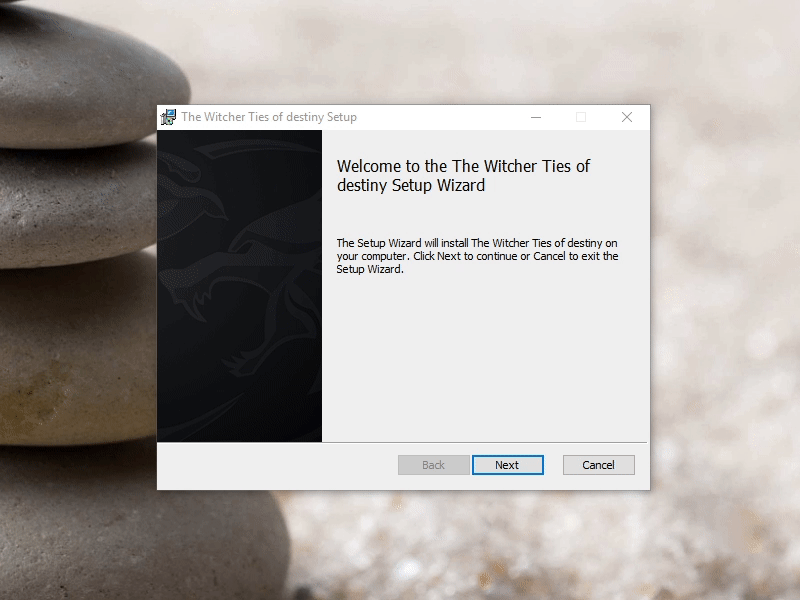 The Witcher Ties of destiny Setup
Welcome to the The Witcher Ties of
destiny Setup Wizard
The Setup Wizard will install The Witcher Ties of destiny on
your computer. Click Next to continue or Cancel to exit the
Setup Wizard.
Back Next Cancel